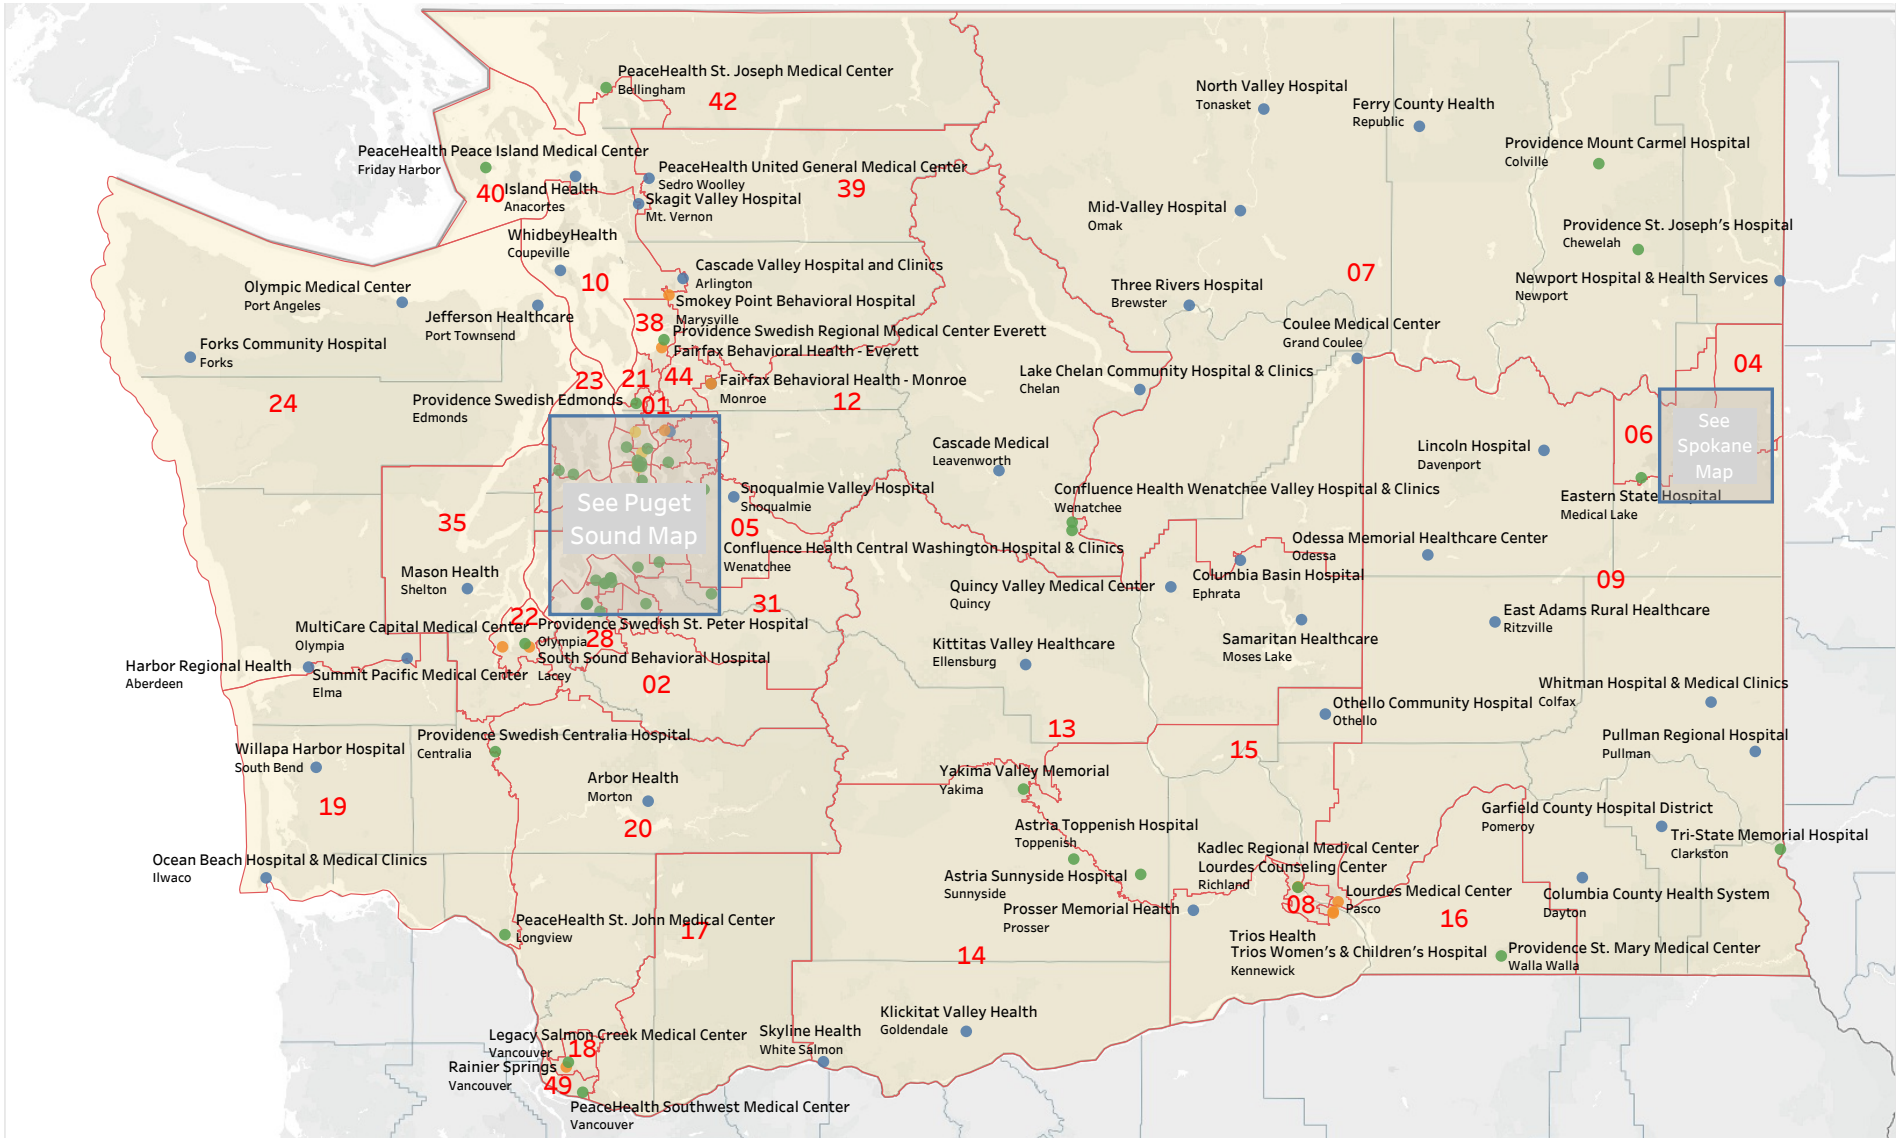 PeaceHealth St. Joseph Medical Center
Bellingham
42
North Valley Hospital
Tonasket
Ferry County Health
Republic
Providence Mount Carmel Hospital
Colville
PeaceHealth Peace Island Medical Center
Friday Harbor
40
Island Health
Anacortes
PeaceHealth United General Medical Center
Sedro Woolley
39
Skagit Valley Hospital
Mt. Vernon
Mid-Valley Hospital
Omak
Providence St. Joseph's Hospital
Chewelah
WhidbeyHealth
Coupeville
10
Cascade Valley Hospital and Clinics
Arlington
07
Newport Hospital & Health Services
Newport
Olympic Medical Center
Port Angeles
Jefferson Healthcare
Port Townsend
Smokey Point Behavioral Hospital
Marysville
38
Three Rivers Hospital
Brewster
Providence Swedish Regional Medical Center Everett
Fairfax Behavioral Health - Everett
Coulee Medical Center
Grand Coulee
Forks Community Hospital
Forks
04
23
21
44
Fairfax Behavioral Health - Monroe
Monroe
Lake Chelan Community Hospital & Clinics
Chelan
24
Providence Swedish Edmonds
Edmonds
01
12
See
Spokane
Map
06
Cascade Medical
Leavenworth
Lincoln Hospital
Davenport
See Puget
Sound Map
Snoqualmie Valley Hospital
Snoqualmie
Confluence Health Wenatchee Valley Hospital & Clinics
Wenatchee
Eastern State Hospital
Medical Lake
35
05
Confluence Health Central Washington Hospital & Clinics
Wenatchee
Odessa Memorial Healthcare Center
Odessa
Mason Health
Shelton
Quincy Valley Medical Center
Quincy
Columbia Basin Hospital
Ephrata
09
31
22
East Adams Rural Healthcare
Ritzville
MultiCare Capital Medical Center
Olympia
Providence Swedish St. Peter Hospital
Olympia
28
Kittitas Valley Healthcare
Ellensburg
Samaritan Healthcare
Moses Lake
Harbor Regional Health
Aberdeen
Summit Pacific Medical Center
Elma
South Sound Behavioral Hospital
Lacey
02
Whitman Hospital & Medical Clinics
Colfax
Othello Community Hospital
Othello
13
Willapa Harbor Hospital
South Bend
Providence Swedish Centralia Hospital
Centralia
15
Pullman Regional Hospital
Pullman
Arbor Health
Morton
Yakima Valley Memorial
Yakima
19
20
Garfield County Hospital District
Pomeroy
Astria Toppenish Hospital
Toppenish
Tri-State Memorial Hospital
Clarkston
Ocean Beach Hospital & Medical Clinics
Ilwaco
Kadlec Regional Medical Center
Lourdes Counseling Center
Richland
Astria Sunnyside Hospital
Sunnyside
Lourdes Medical Center
Pasco
08
Columbia County Health System
Dayton
Prosser Memorial Health
Prosser
PeaceHealth St. John Medical Center
Longview
17
16
Trios Health
Trios Women's & Children's Hospital
Kennewick
Providence St. Mary Medical Center
Walla Walla
14
Klickitat Valley Health
Goldendale
Legacy Salmon Creek Medical Center
Vancouver
18
Skyline Health
White Salmon
Rainier Springs
Vancouver
49
PeaceHealth Southwest Medical Center
Vancouver